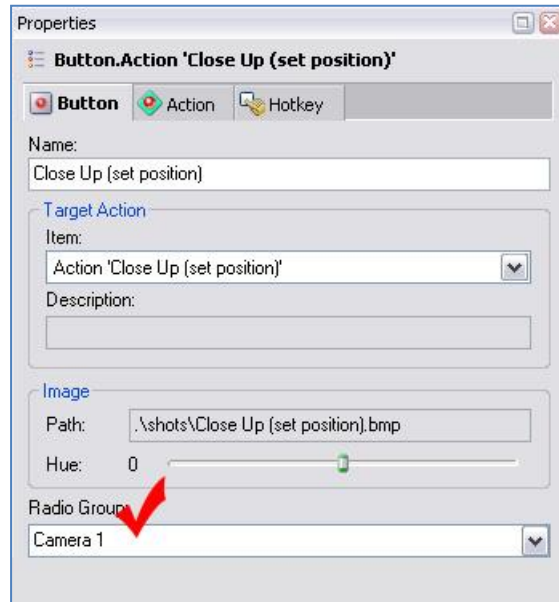 Properties
Button.Action 'Close Up (set position)'
Button Action Hotkey
Name:
Close Up (set position)
Target Action
Item:
Action 'Close Up (set position)'
Description:
Image
Path: .\shots\Close Up (set position).bmp
Hue: 0
Radio Group:
Camera 1